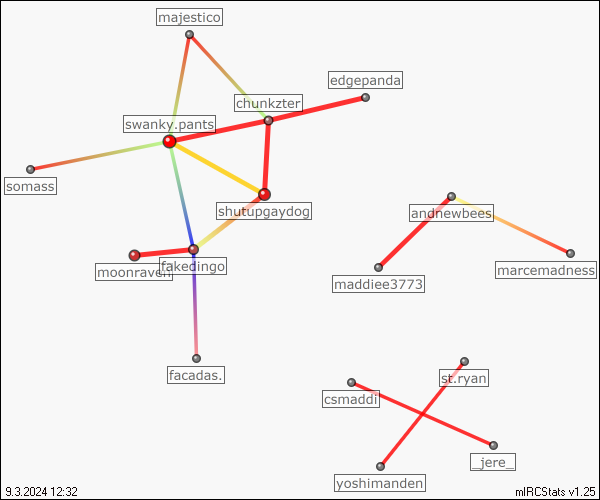 majestico
edgepanda
chunkzter
swanky.pants
somass
shutupgaydog
andnewbees
moonraven
fakedingo
marcemadness
maddiee3773
facadas.
st.ryan
csmaddi
_jere_
yoshimanden
9.3.2024 12:32
mIRCStats v1.25